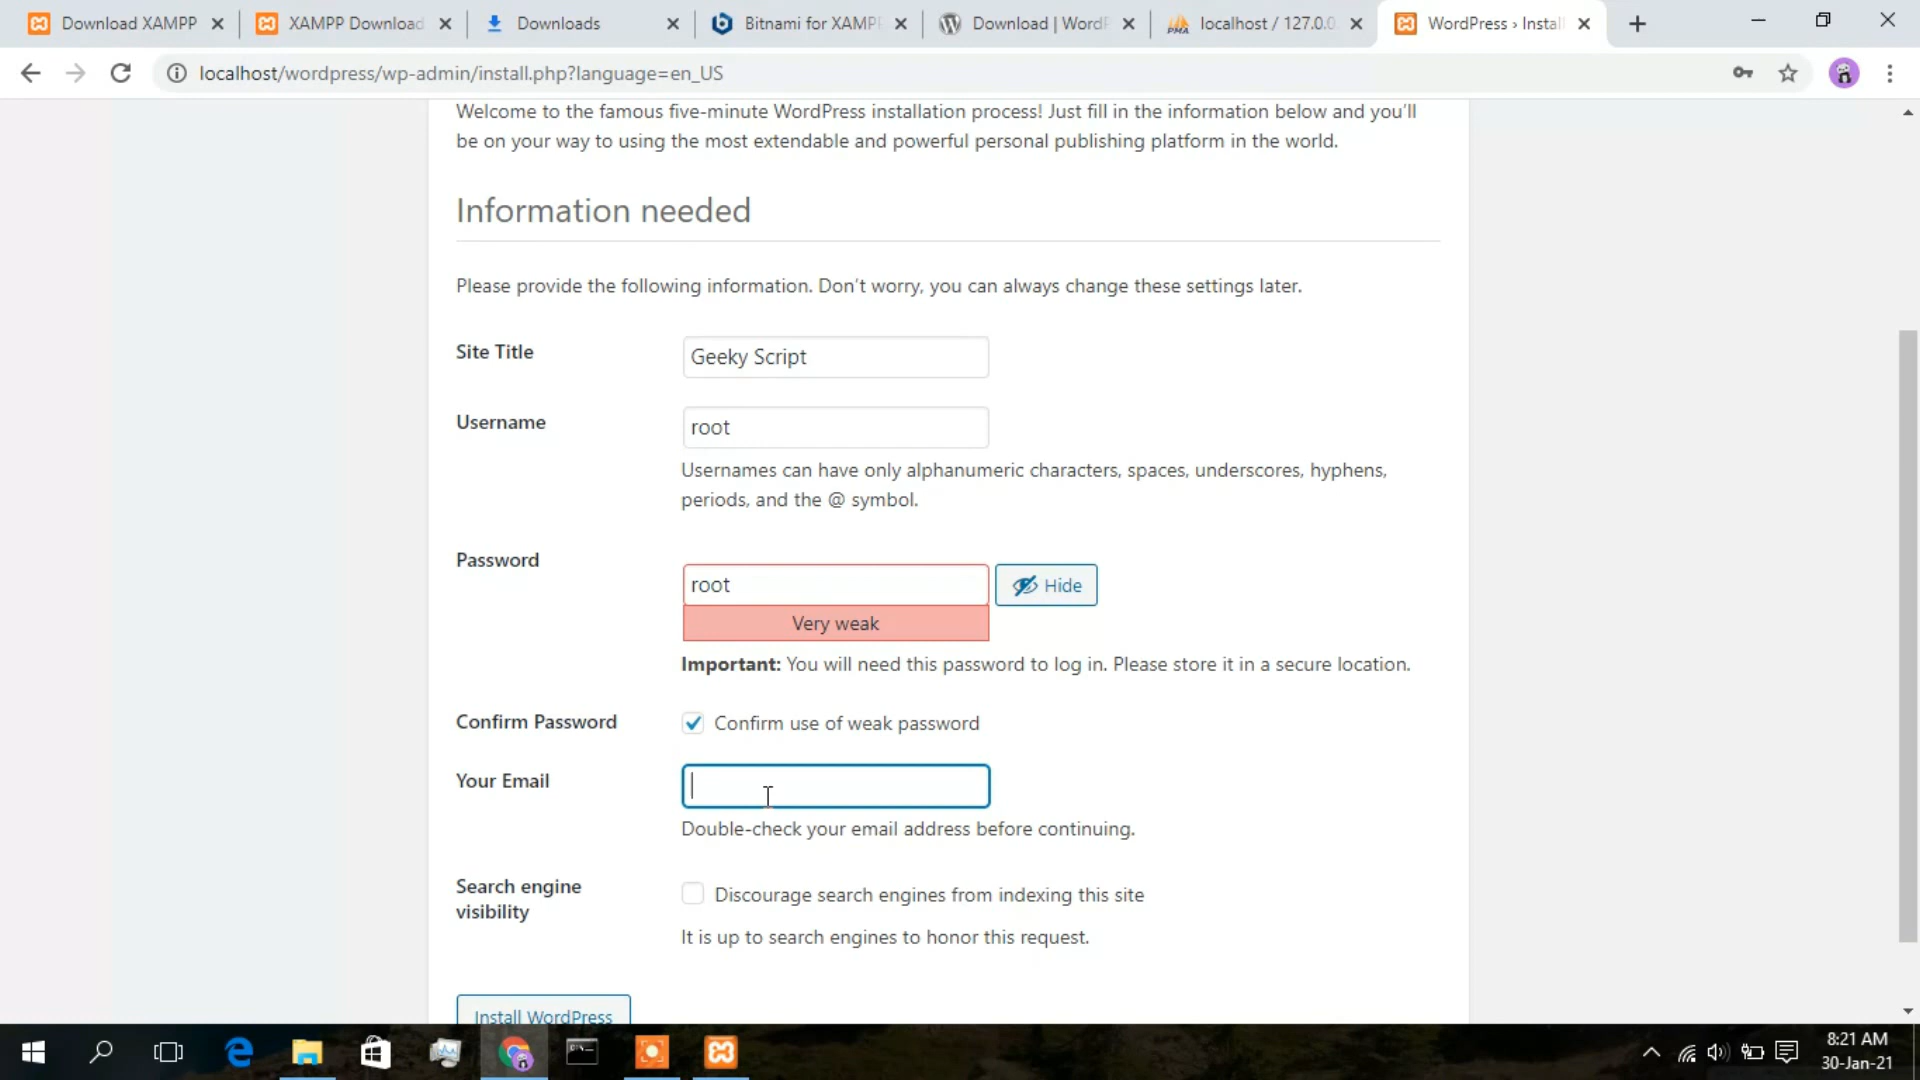 Download XAMPP
XAMPP Download
Downloads
Bitnami for XAMPP
Download | WordP
localhost / 127.0.0.
WordPress › Install
localhost/wordpress/wp-admin/install.php?language=en_US
Welcome to the famous five-minute WordPress installation process! Just fill in the information below and you’ll
be on your way to using the most extendable and powerful personal publishing platform in the world.
Information needed
Please provide the following information. Don’t worry, you can always change these settings later.
Site Title
Geeky Script
Username
root
Usernames can have only alphanumeric characters, spaces, underscores, hyphens,
periods, and the @ symbol.
Password
root
Hide
Very weak
Important: You will need this password to log in. Please store it in a secure location.
Confirm Password
Confirm use of weak password
Your Email
Double-check your email address before continuing.
Search engine
visibility
Discourage search engines from indexing this site
It is up to search engines to honor this request.
Install WordPress
8:21 AM
30-Jan-21